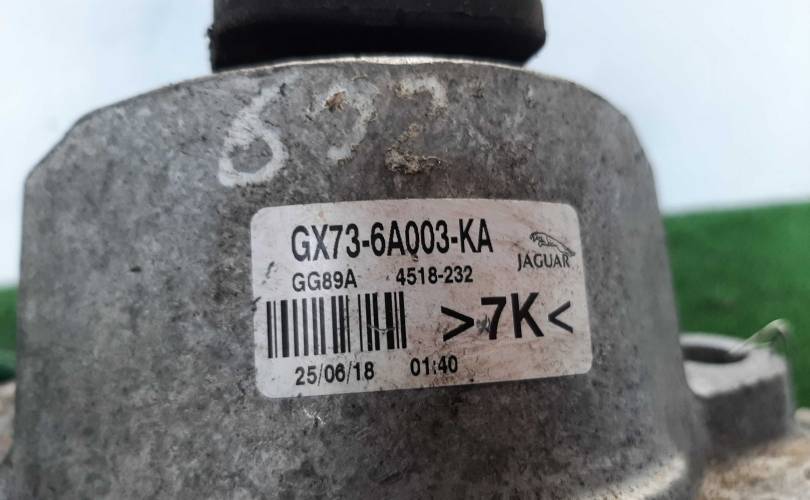 692
GX73-6A003-KA
JAGUAR
GG89A 4518-232
>7K<
25/06/18 01:40